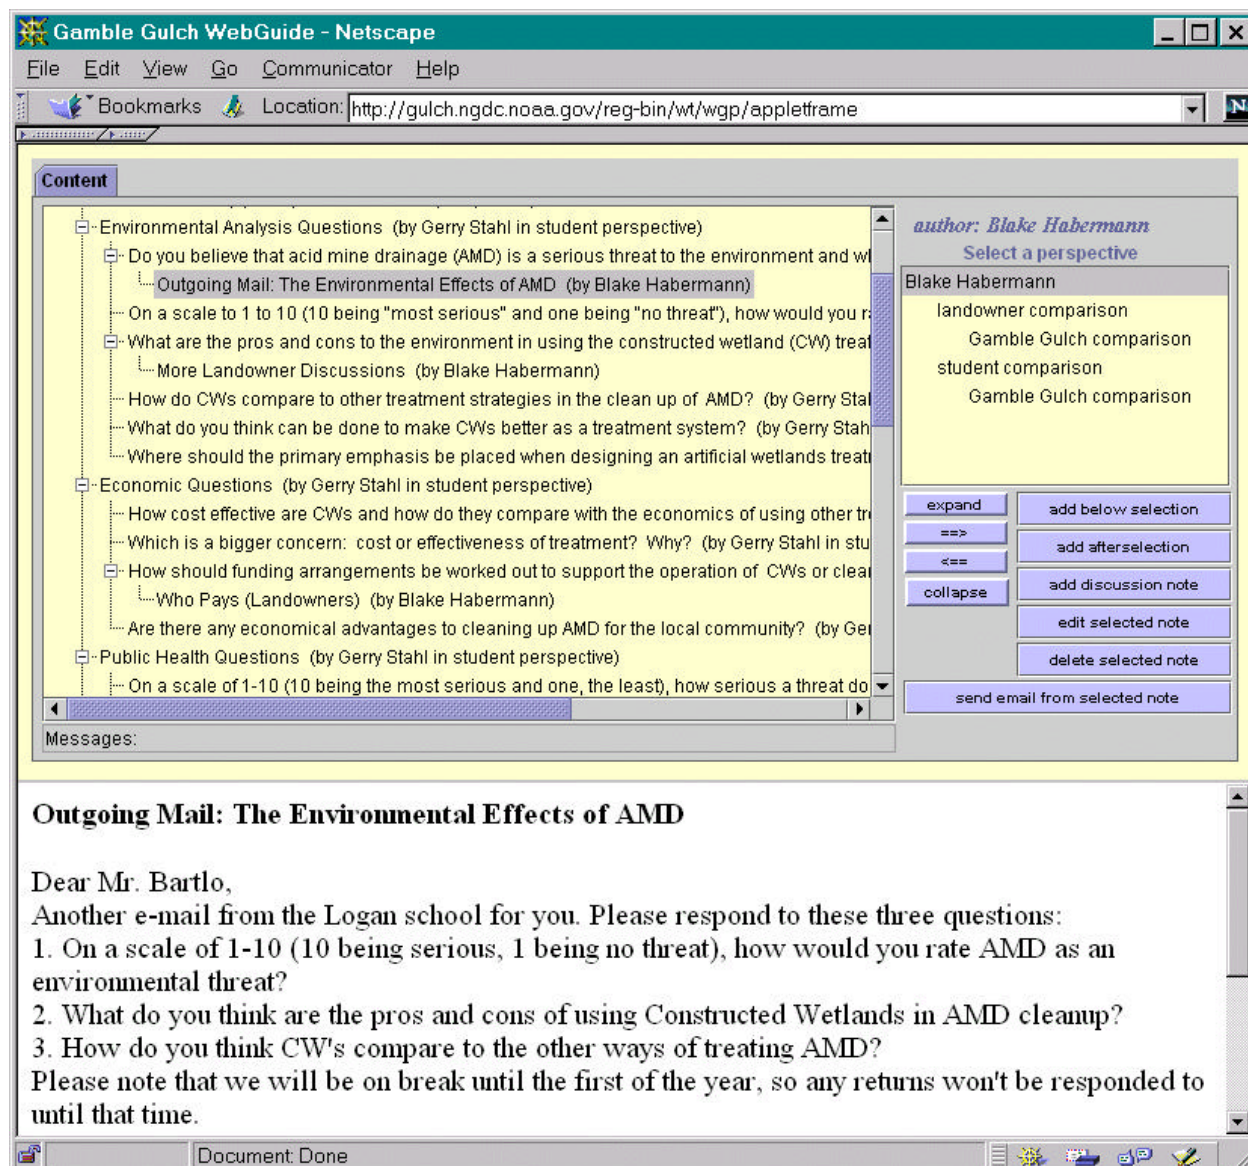 Gamble Gulch WebGuide - Netscape
File Edit View Go Communicator Help
Bookmarks Location: http://gulch.ngdc.noaa.gov/reg-bin/wt/wgp/appletframe
N
Content
Environmental Analysis Questions (by Gerry Stahl in student perspective)
Do you believe that acid mine drainage (AMD) is a serious threat to the environment and wl
Outgoing Mail: The Environmental Effects of AMD (by Blake Habermann)
On a scale to 1 to 10 (10 being "most serious" and one being "no threat"), how would you r
What are the pros and cons to the environment in using the constructed wetland (CW) treat
More Landowner Discussions (by Blake Habermann)
How do CWs compare to other treatment strategies in the clean up of AMD? (by Gerry Stal
What do you think can be done to make CWs better as a treatment system? (by Gerry Stah
Where should the primary emphasis be placed when designing an artificial wetlands treat
Economic Questions (by Gerry Stahl in student perspective)
How cost effective are CWs and how do they compare with the economics of using other tr
Which is a bigger concern: cost or effectiveness of treatment? Why? (by Gerry Stahl in stu
How should funding arrangements be worked out to support the operation of CWs or clea
Who Pays (Landowners) (by Blake Habermann)
Are there any economical advantages to cleaning up AMD for the local community? (by Ge
Public Health Questions (by Gerry Stahl in student perspective)
On a scale of 1-10 (10 being the most serious and one, the least), how serious a threat do
Messages:
author: Blake Habermann
Select a perspective
Blake Habermann
landowner comparison
Gamble Gulch comparison
student comparison
Gamble Gulch comparison
expand
==>
<==
collapse
add below selection
add afterselection
add discussion note
edit selected note
delete selected note
send email from selected note
Outgoing Mail: The Environmental Effects of AMD
Dear Mr. Bartlo,
Another e-mail from the Logan school for you. Please respond to these three questions:
1. On a scale of 1-10 (10 being serious, 1 being no threat), how would you rate AMD as an
environmental threat?
2. What do you think are the pros and cons of using Constructed Wetlands in AMD cleanup?
3. How do you think CW's compare to the other ways of treating AMD?
Please note that we will be on break until the first of the year, so any returns won't be responded to
until that time.
Document: Done